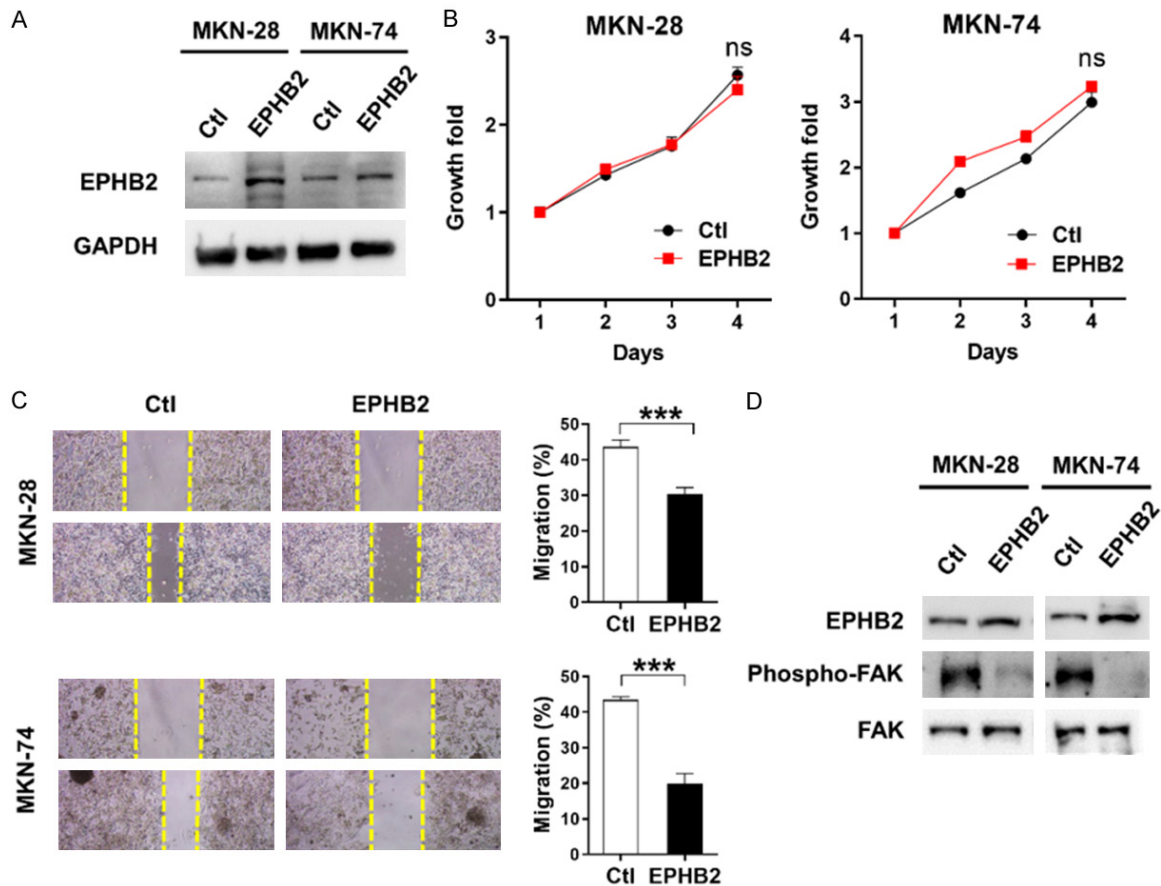 A
MKN-28 MKN-74
Ctl EPHB2 Ctl EPHB2
EPHB2
GAPDH
B
MKN-28
ns
3
2
1
0
Growth fold
Ctl
EPHB2
1 2 3 4
Days
MKN-74
ns
4
3
2
1
0
Growth fold
Ctl
EPHB2
1 2 3 4
Days
C
Ctl EPHB2
MKN-28
***
50
40
30
20
10
0
Migration (%)
Ctl EPHB2
MKN-74
***
50
40
30
20
10
0
Migration (%)
Ctl EPHB2
D
MKN-28 MKN-74
Ctl EPHB2 Ctl EPHB2
EPHB2
Phospho-FAK
FAK